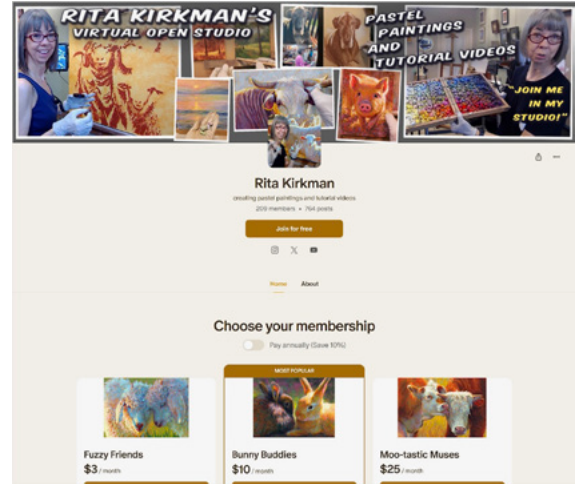 RITA KIRKMAN'S
VIRTUAL OPEN STUDIO
PASTEL
PAINTINGS
AND
TUTORIAL VIDEOS
"JOIN ME
IN MY
STUDIO!"
Rita Kirkman
creating pastel paintings and tutorial videos
209 members • 764 posts
Join for free
Home About
Choose your membership
Pay annually (Save 10%)
MOST POPULAR
Fuzzy Friends
$3 / month
Bunny Buddies
$10 / month
Moo-tastic Muses
$25 / month